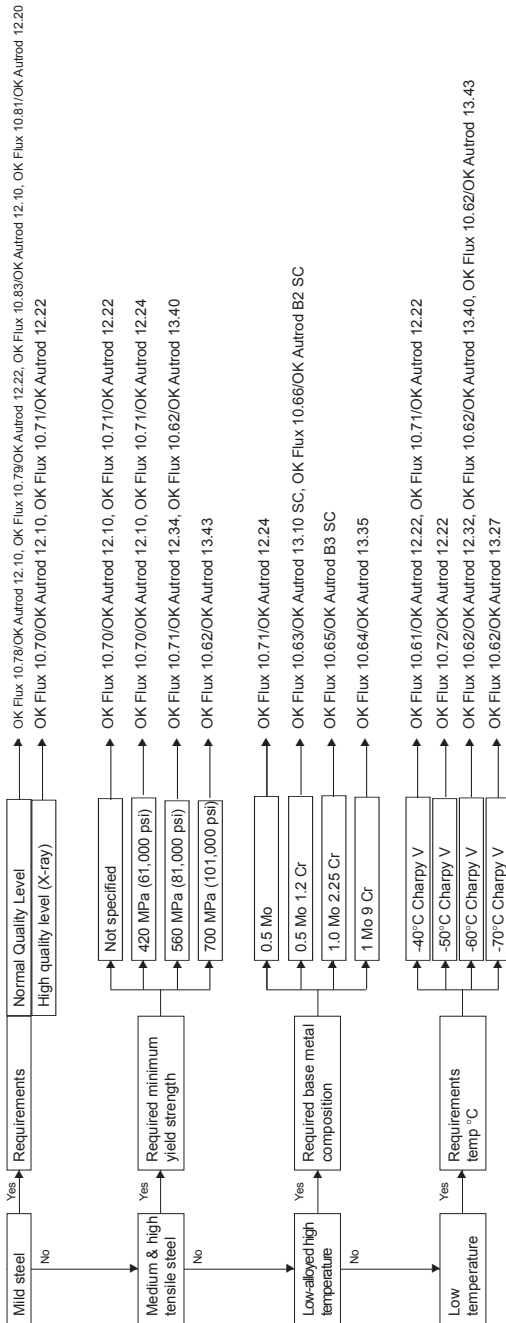 Mild steel
Yes
No
Requirements
Normal Quality Level
OK Flux 10.78/OK Autrod 12.10, OK Flux 10.79/OK Autrod 12.22, OK Flux 10.83/OK Autrod 12.10, OK Flux 10.81/OK Autrod 12.20
High quality level (X-ray)
OK Flux 10.70/OK Autrod 12.10, OK Flux 10.71/OK Autrod 12.22
Medium & high
tensile steel
Yes
No
Required minimum
yield strength
Not specified
OK Flux 10.70/OK Autrod 12.10, OK Flux 10.71/OK Autrod 12.22
420 MPa (61,000 psi)
OK Flux 10.70/OK Autrod 12.10, OK Flux 10.71/OK Autrod 12.24
560 MPa (81,000 psi)
OK Flux 10.71/OK Autrod 12.34, OK Flux 10.62/OK Autrod 13.40
700 MPa (101,000 psi)
OK Flux 10.62/OK Autrod 13.43
Low-alloyed high
temperature
Yes
No
Required base metal
composition
0.5 Mo
OK Flux 10.71/OK Autrod 12.24
0.5 Mo 1.2 Cr
OK Flux 10.63/OK Autrod 13.10 SC, OK Flux 10.66/OK Autrod B2 SC
1.0 Mo 2.25 Cr
OK Flux 10.65/OK Autrod B3 SC
1 Mo 9 Cr
OK Flux 10.64/OK Autrod 13.35
Low
temperature
Yes
Requirements
temp °C
-40°C Charpy V
OK Flux 10.61/OK Autrod 12.22, OK Flux 10.71/OK Autrod 12.22
-50°C Charpy V
OK Flux 10.72/OK Autrod 12.22
-60°C Charpy V
OK Flux 10.62/OK Autrod 12.32, OK Flux 10.62/OK Autrod 13.40, OK Flux 10.62/OK Autrod 13.43
-70°C Charpy V
OK Flux 10.62/OK Autrod 13.27